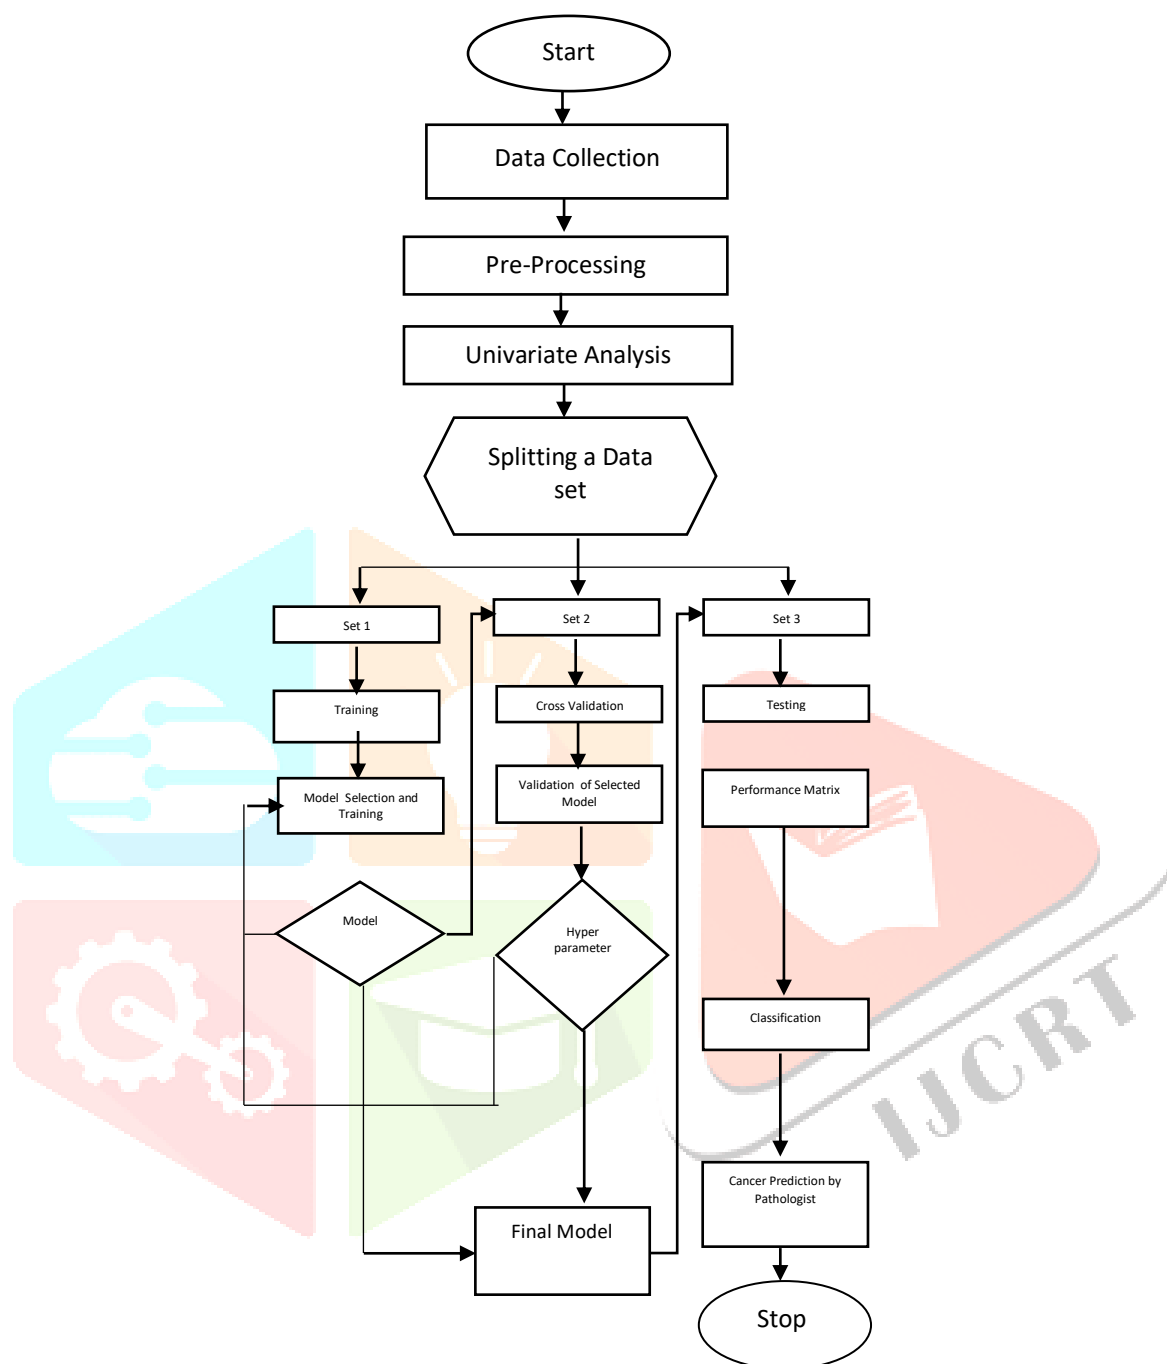 Start
Data Collection
Pre-Processing
Univariate Analysis
Splitting a Data
set
Set 1
Set 2
Set 3
Training
Cross Validation
Testing
Model Selection and
Training
Validation of Selected
Model
Performance Matrix
Model
Hyper
parameter
Classification
Cancer Prediction by
Pathologist
Final Model
Stop
IJCRT